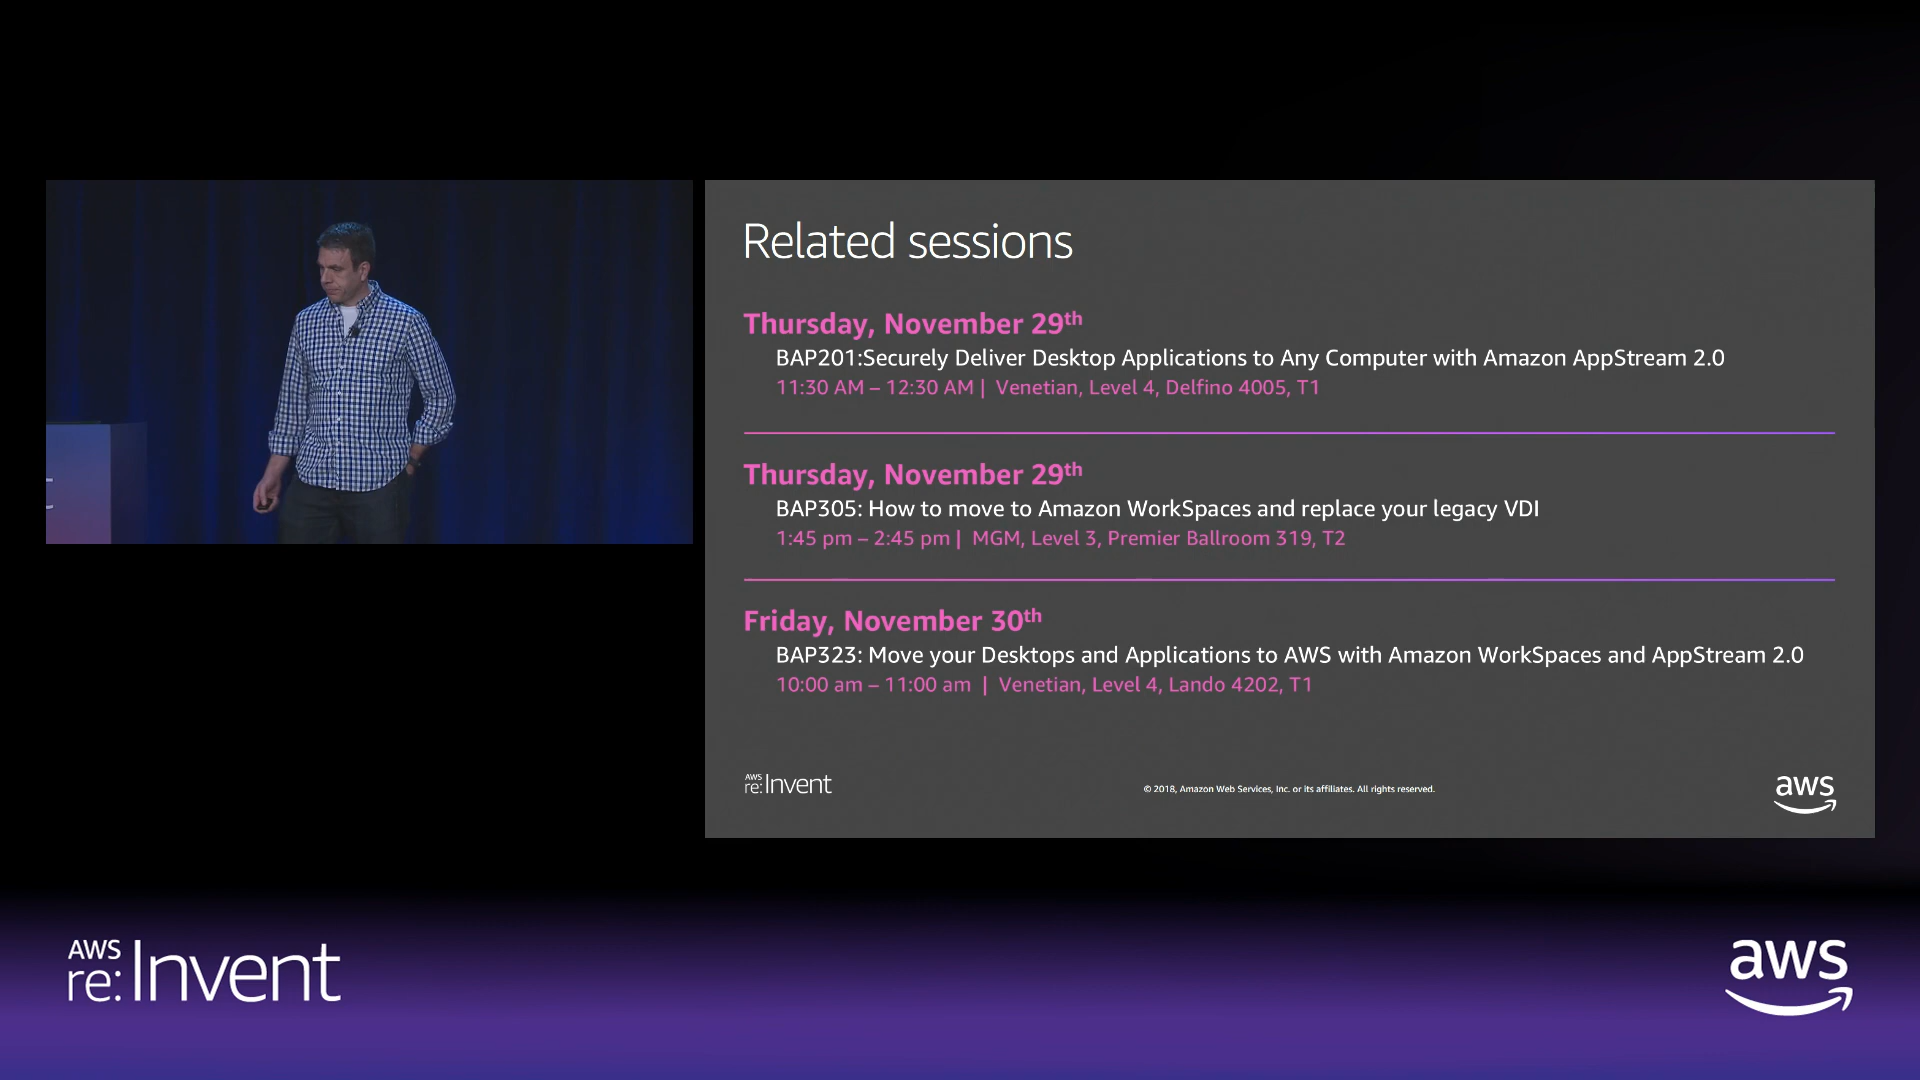 Related sessions
Thursday, November 29th
BAP201:Securely Deliver Desktop Applications to Any Computer with Amazon AppStream 2.0
11:30 AM – 12:30 AM | Venetian, Level 4, Delfino 4005, T1
Thursday, November 29th
BAP305: How to move to Amazon WorkSpaces and replace your legacy VDI
1:45 pm – 2:45 pm | MGM, Level 3, Premier Ballroom 319, T2
Friday, November 30th
BAP323: Move your Desktops and Applications to AWS with Amazon WorkSpaces and AppStream 2.0
10:00 am – 11:00 am | Venetian, Level 4, Lando 4202, T1
AWS
re:Invent
© 2018, Amazon Web Services, Inc. or its affiliates. All rights reserved.
aws
AWS
re:Invent
aws